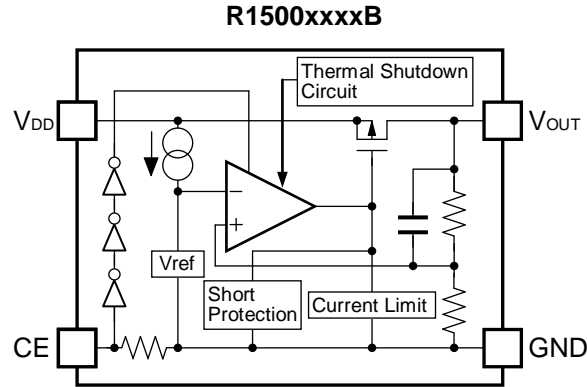 R1500xxxxB
Thermal Shutdown
Circuit
VDD
VOUT
−
+
Vref
Short
Protection
Current Limit
CE
GND